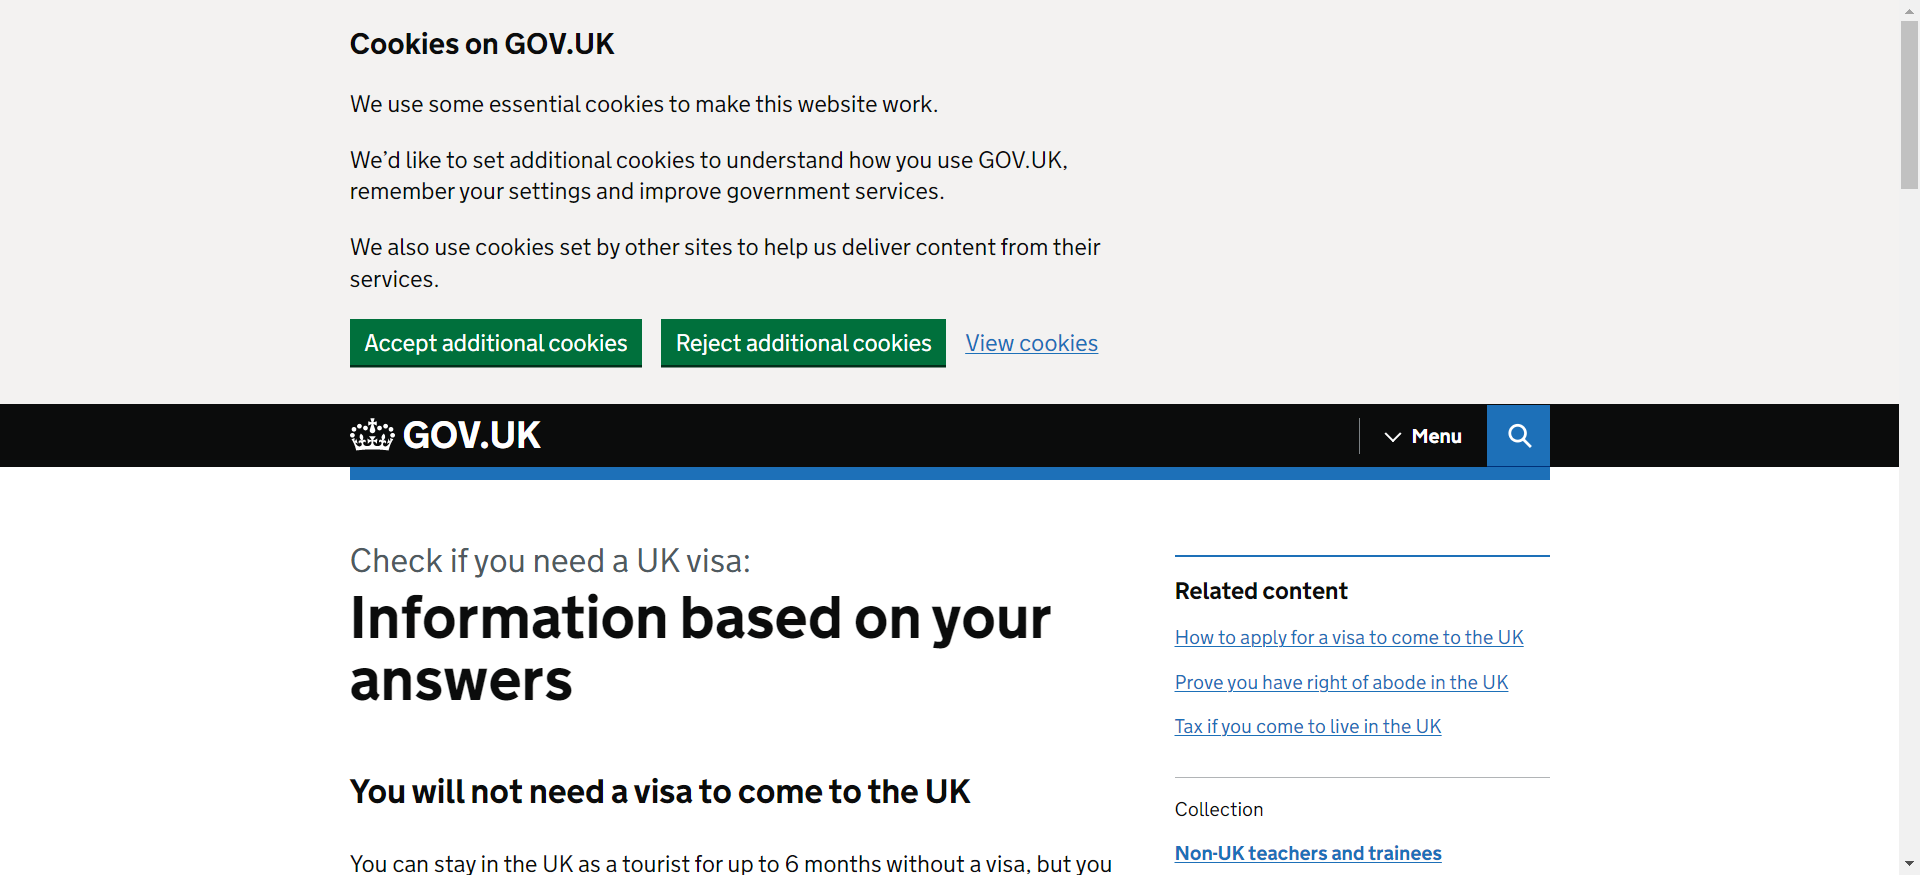 Cookies on GOV.UK
We use some essential cookies to make this website work.
We’d like to set additional cookies to understand how you use GOV.UK,
remember your settings and improve government services.
We also use cookies set by other sites to help us deliver content from their
services.
Accept additional cookies
Reject additional cookies
View cookies
GOV.UK
Menu
Check if you need a UK visa:
Information based on your
answers
You will not need a visa to come to the UK
You can stay in the UK as a tourist for up to 6 months without a visa, but you
Related content
How to apply for a visa to come to the UK
Prove you have right of abode in the UK
Tax if you come to live in the UK
Collection
Non-UK teachers and trainees